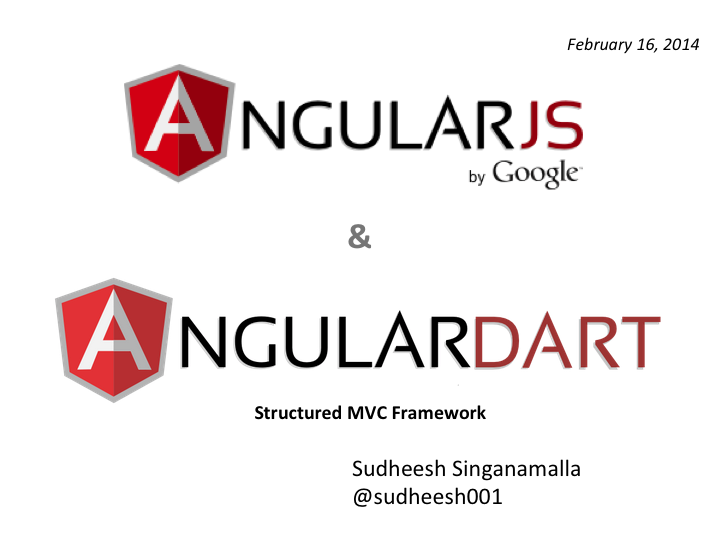 February 16, 2014
ANGULARJS
by Google
&
ANGULARDART
Structured MVC Framework
Sudheesh Singanamalla
@sudheesh001